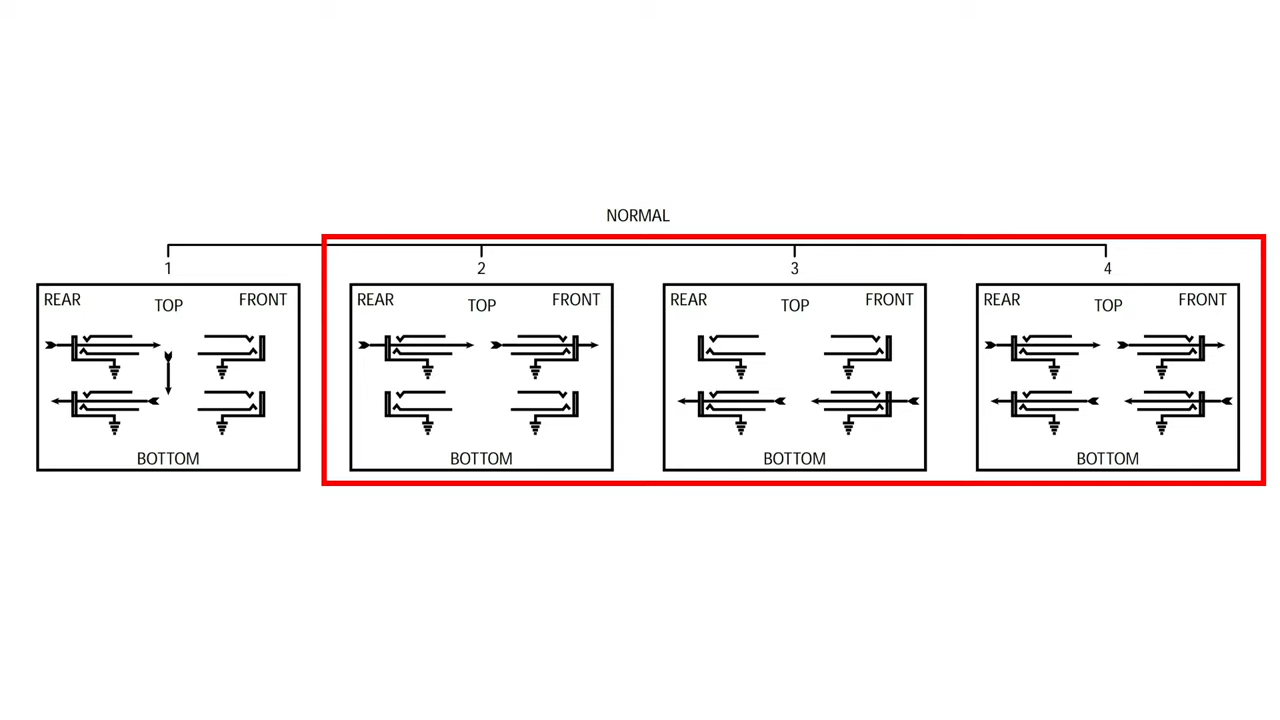 NORMAL
1 2 3 4
REAR TOP FRONT REAR TOP FRONT REAR TOP FRONT REAR TOP FRONT
BOTTOM BOTTOM BOTTOM BOTTOM